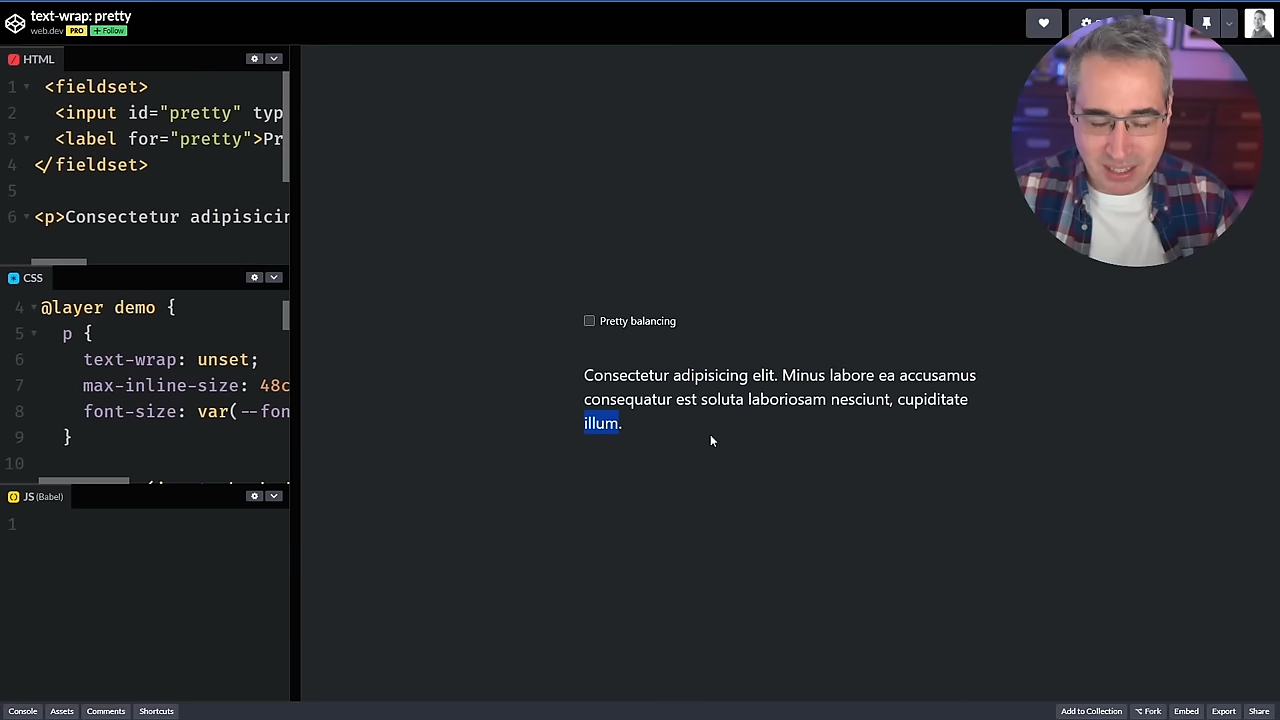 text-wrap: pretty
web.dev PRO + Follow
HTML
1 <fieldset>
2 <input id="pretty" typ
3 <label for="pretty">Pr
4 </fieldset>
5
6 <p>Consectetur adipisicin
CSS
4 @layer demo {
5 p {
6 text-wrap: unset;
7 max-inline-size: 48c
8 font-size: var(--fon
9 }
10
JS (Babel)
1
Pretty balancing
Consectetur adipisicing elit. Minus labore ea accusamus
consequatur est soluta laboriosam nesciunt, cupiditate
illum.
Console Assets Comments Shortcuts
Add to Collection ⌥ Fork Embed Export Share